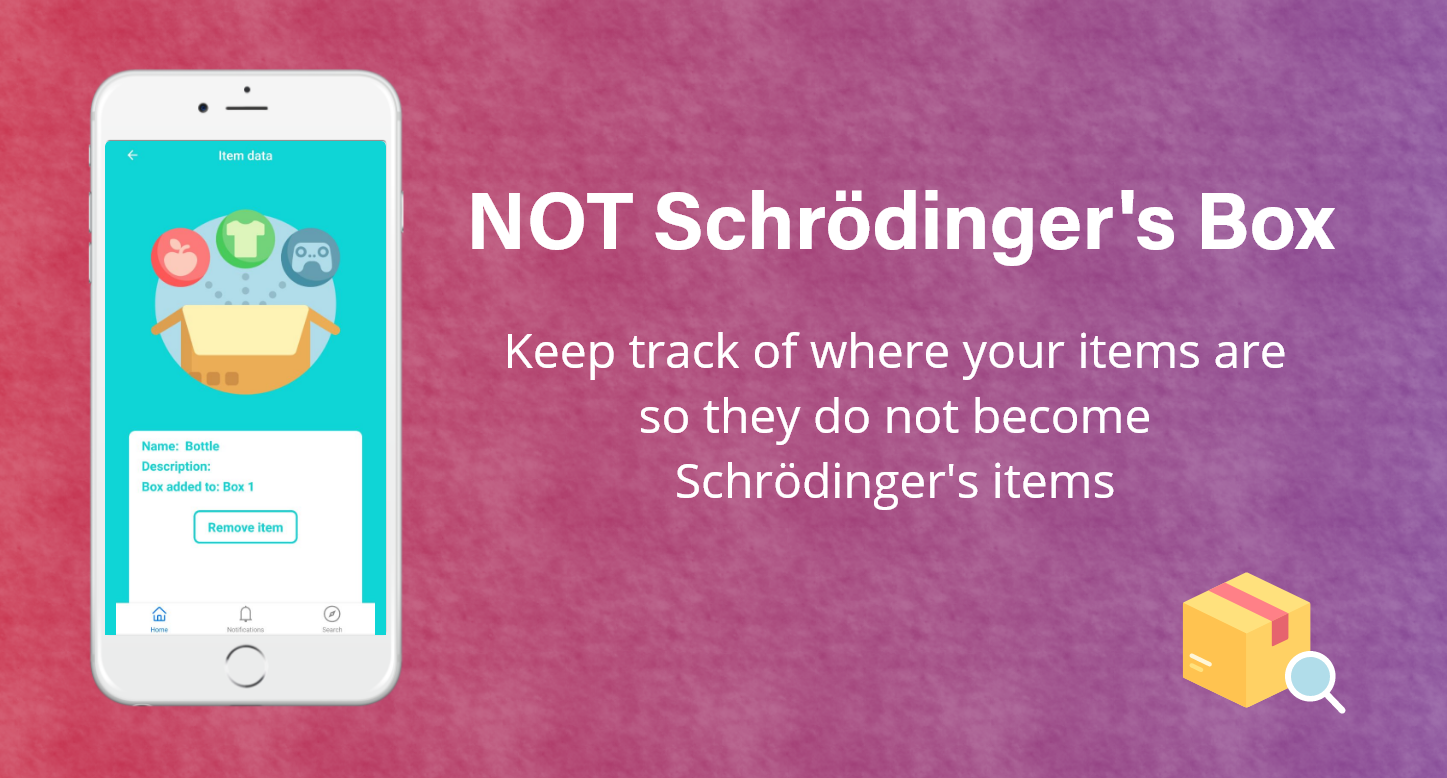 Item data
Name:  Bottle
Description:
Box added to: Box 1
Remove item
Home
Notifications
Search
NOT Schrödinger's Box
Keep track of where your items are
so they do not become
Schrödinger's items